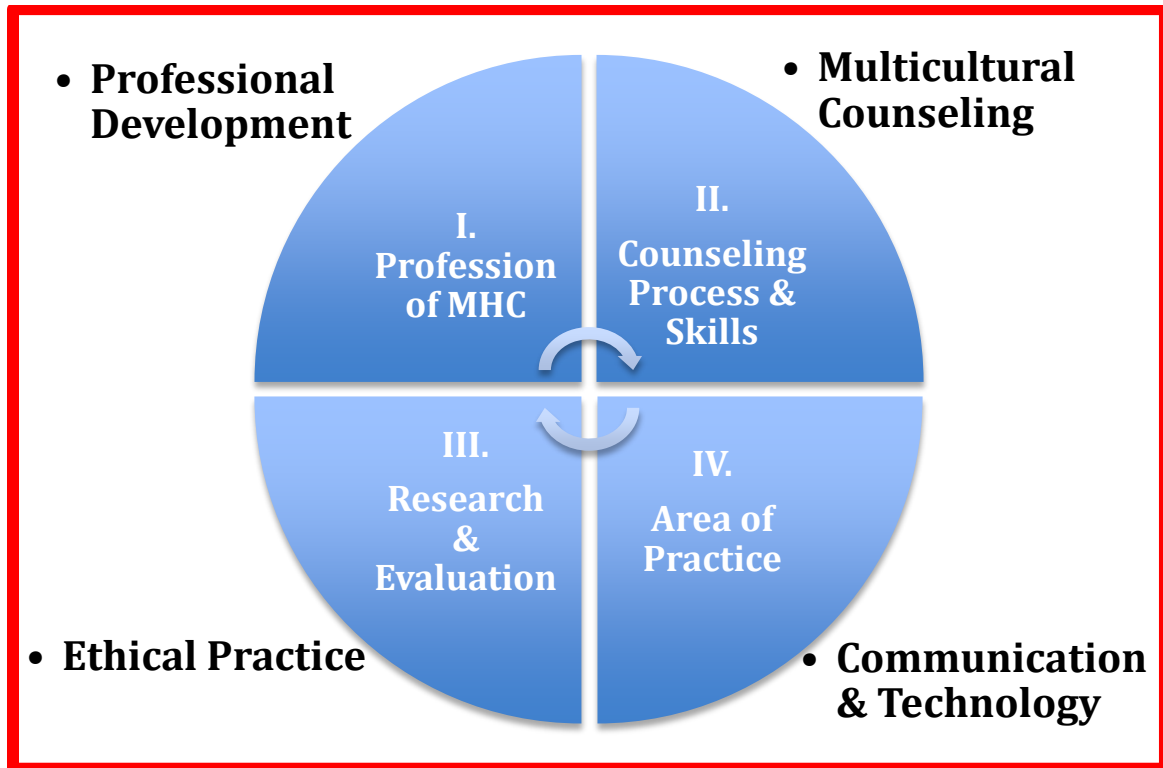 • Professional
Development
• Multicultural
Counseling
I.
Profession
of MHC
II.
Counseling
Process &
Skills
III.
Research
&
Evaluation
IV.
Area of
Practice
• Ethical Practice
• Communication
& Technology